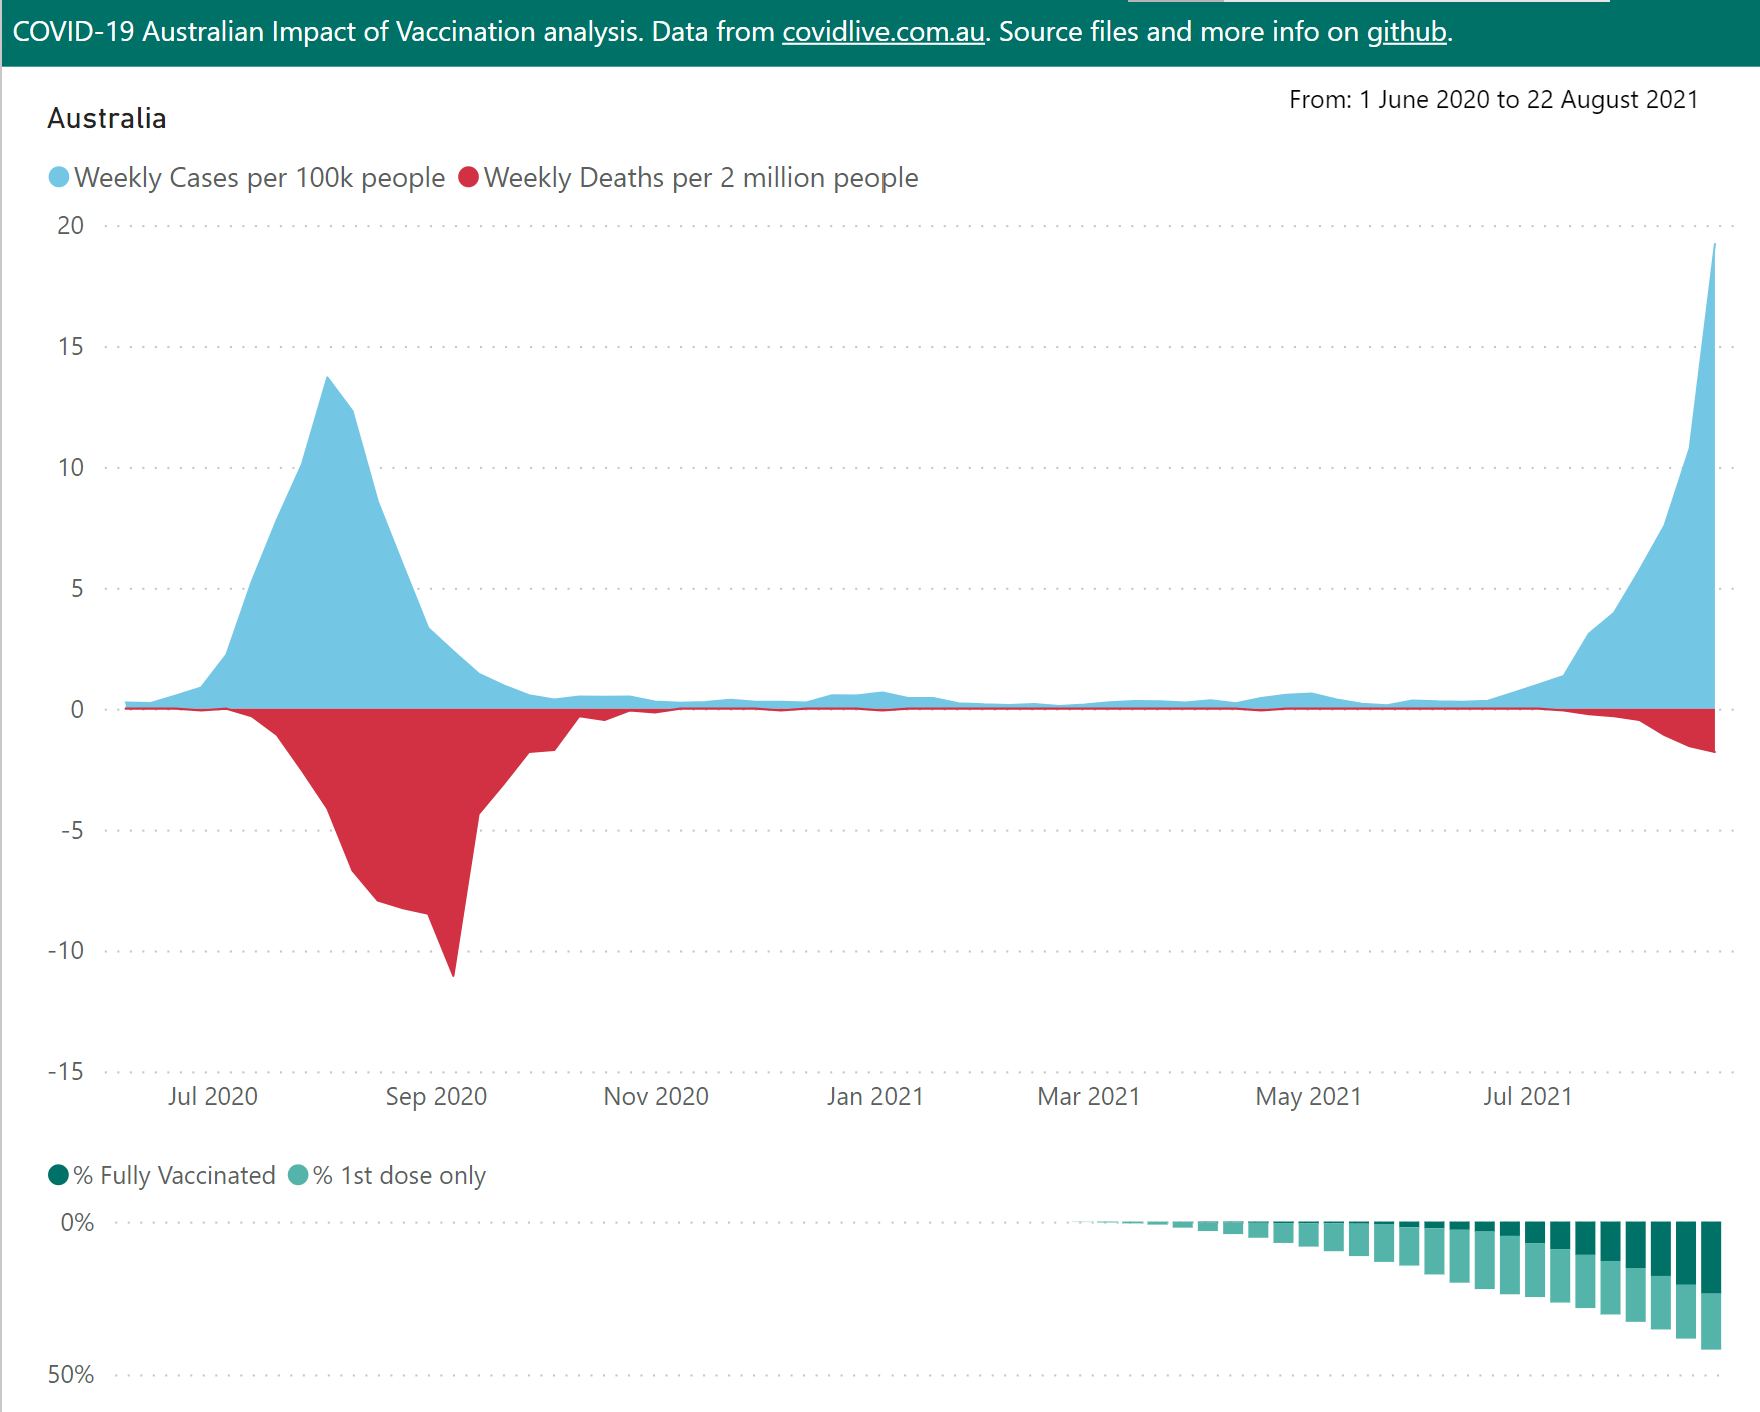 COVID-19 Australian Impact of Vaccination analysis. Data from covidlive.com.au. Source files and more info on github.
From: 1 June 2020 to 22 August 2021
Australia
Weekly Cases per 100k people Weekly Deaths per 2 million people
20
15
10
5
0
-5
-10
-15
Jul 2020 Sep 2020 Nov 2020 Jan 2021 Mar 2021 May 2021 Jul 2021
% Fully Vaccinated % 1st dose only
0%
50%